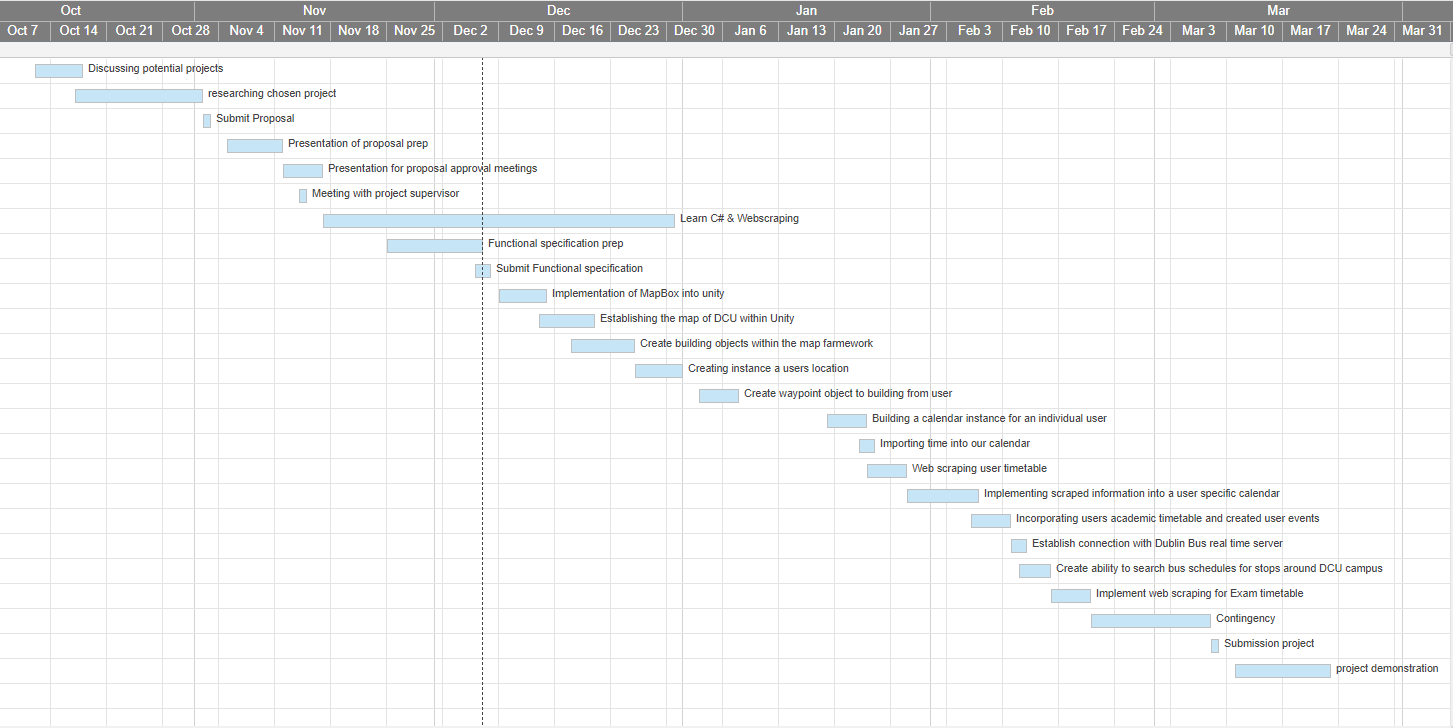 Oct Nov Dec Jan Feb Mar
Oct 7 Oct 14 Oct 21 Oct 28 Nov 4 Nov 11 Nov 18 Nov 25 Dec 2 Dec 9 Dec 16 Dec 23 Dec 30 Jan 6 Jan 13 Jan 20 Jan 27 Feb 3 Feb 10 Feb 17 Feb 24 Mar 3 Mar 10 Mar 17 Mar 24 Mar 31
Discussing potential projects
researching chosen project
Submit Proposal
Presentation of proposal prep
Presentation for proposal approval meetings
Meeting with project supervisor
Learn C# & Webscraping
Functional specification prep
Submit Functional specification
Implementation of MapBox into unity
Establishing the map of DCU within Unity
Create building objects within the map farmework
Creating instance a users location
Create waypoint object to building from user
Building a calendar instance for an individual user
Importing time into our calendar
Web scraping user timetable
Implementing scraped information into a user specific calendar
Incorporating users academic timetable and created user events
Establish connection with Dublin Bus real time server
Create ability to search bus schedules for stops around DCU campus
Implement web scraping for Exam timetable
Contingency
Submission project
project demonstration